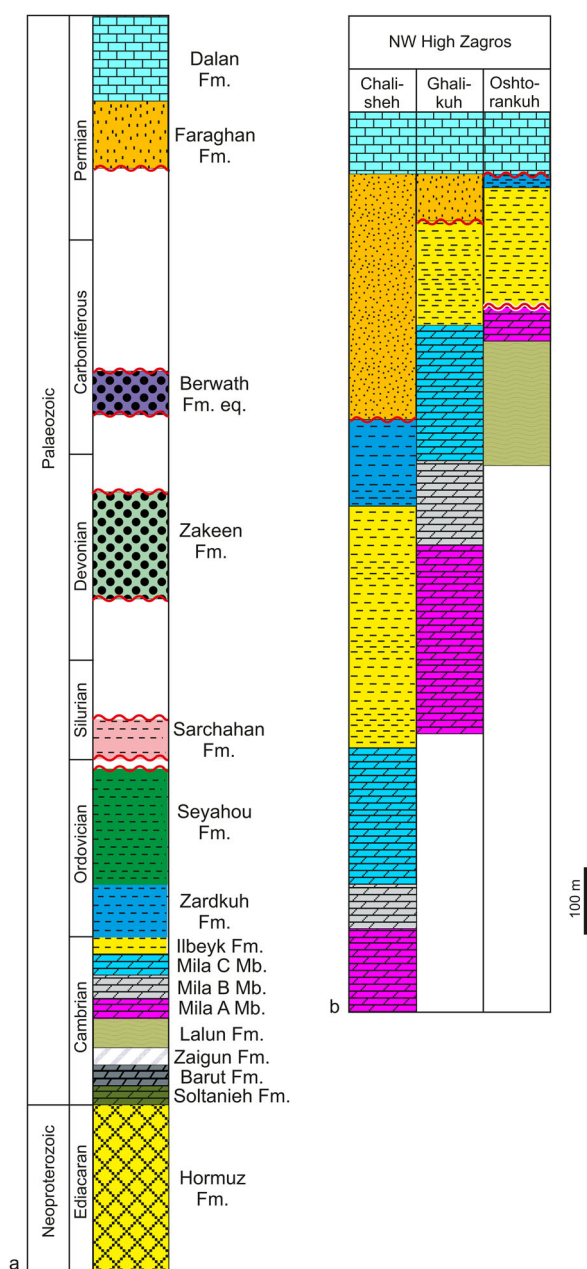 Palaeozoic
Neoproterozoic
Permian
Carboniferous
Devonian
Silurian
Ordovician
Cambrian
Ediacaran
Dalan
Fm.
Faraghan
Fm.
Berwath
Fm. eq.
Zakeen
Fm.
Sarchahan
Fm.
Seyahou
Fm.
Zardkuh
Fm.
Ilbeyk Fm.
Mila C Mb.
Mila B Mb.
Mila A Mb.
Lalun Fm.
Zaigun Fm.
Barut Fm.
Soltanieh Fm.
Hormuz
Fm.
a
NW High Zagros
Chali-
sheh
Ghali-
kuh
Oshto-
rankuh
100 m
b